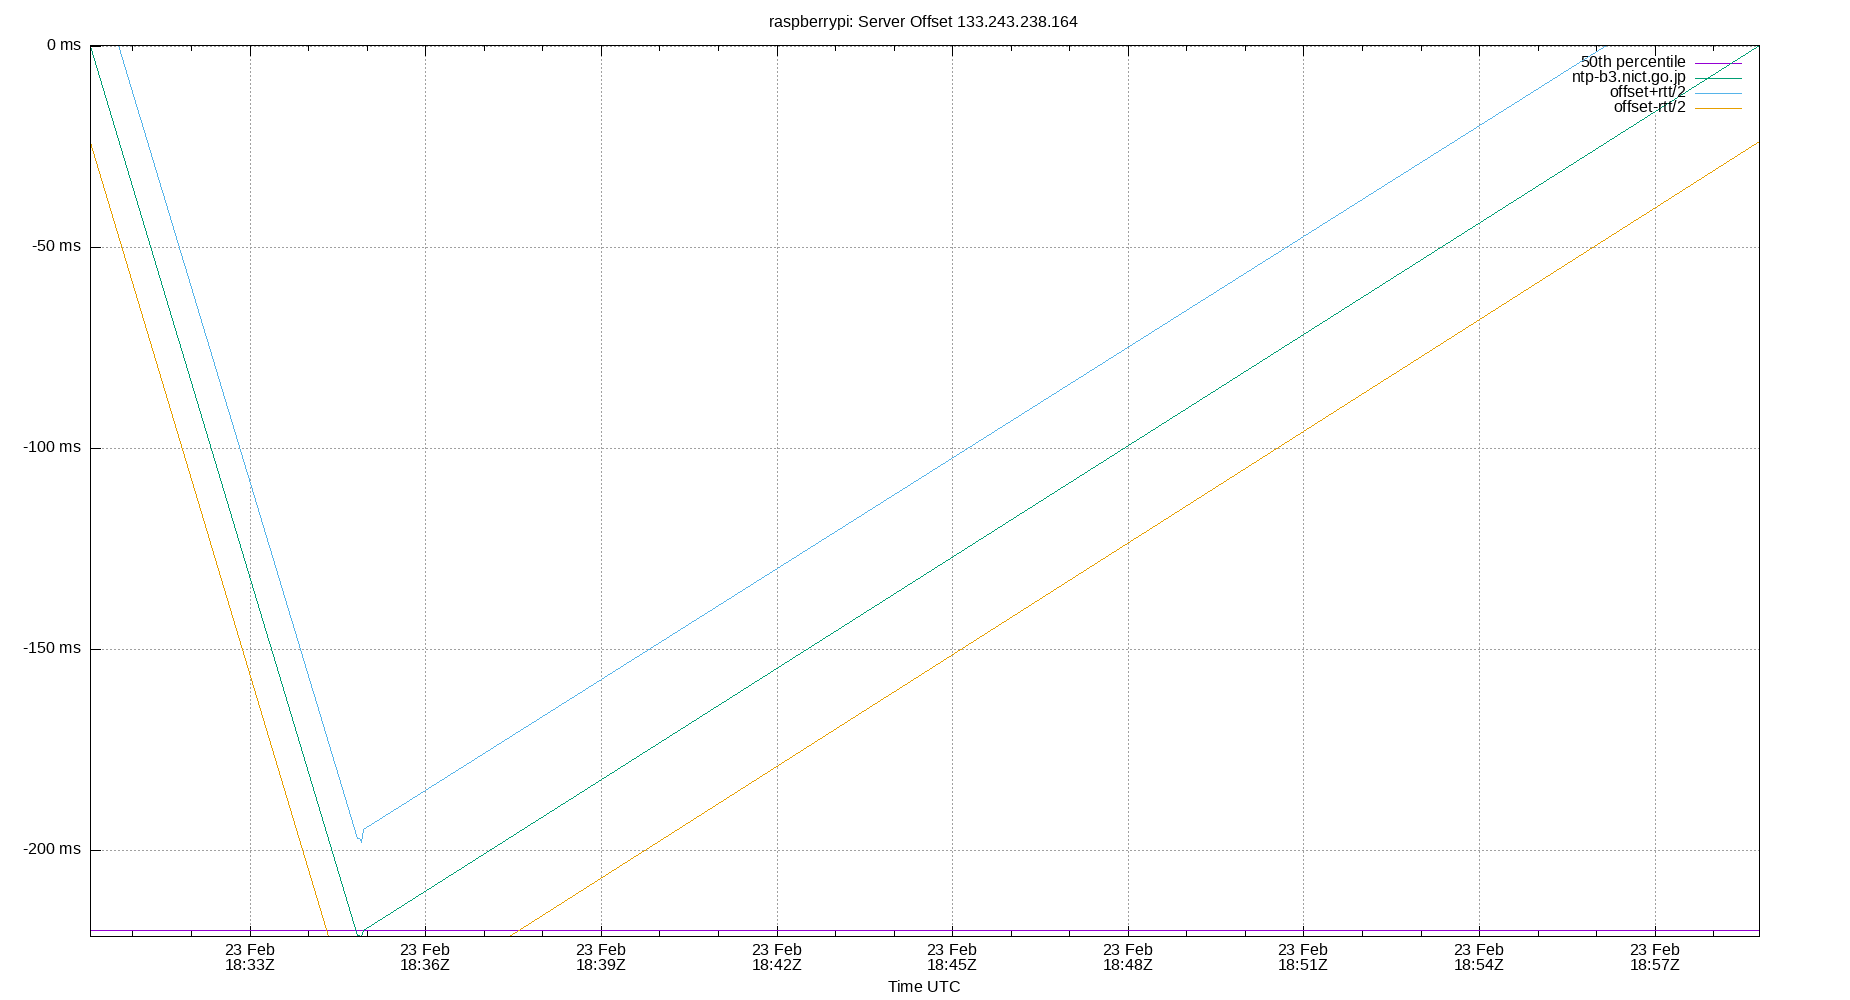 raspberrypi: Server Offset 133.243.238.164
0 ms
-50 ms
-100 ms
-150 ms
-200 ms
50th percentile
ntp-b3.nict.go.jp
offset+rtt/2
offset-rtt/2
23 Feb 23 Feb 23 Feb 23 Feb 23 Feb 23 Feb 23 Feb 23 Feb 23 Feb
18:33Z 18:36Z 18:39Z 18:42Z 18:45Z 18:48Z 18:51Z 18:54Z 18:57Z
Time UTC